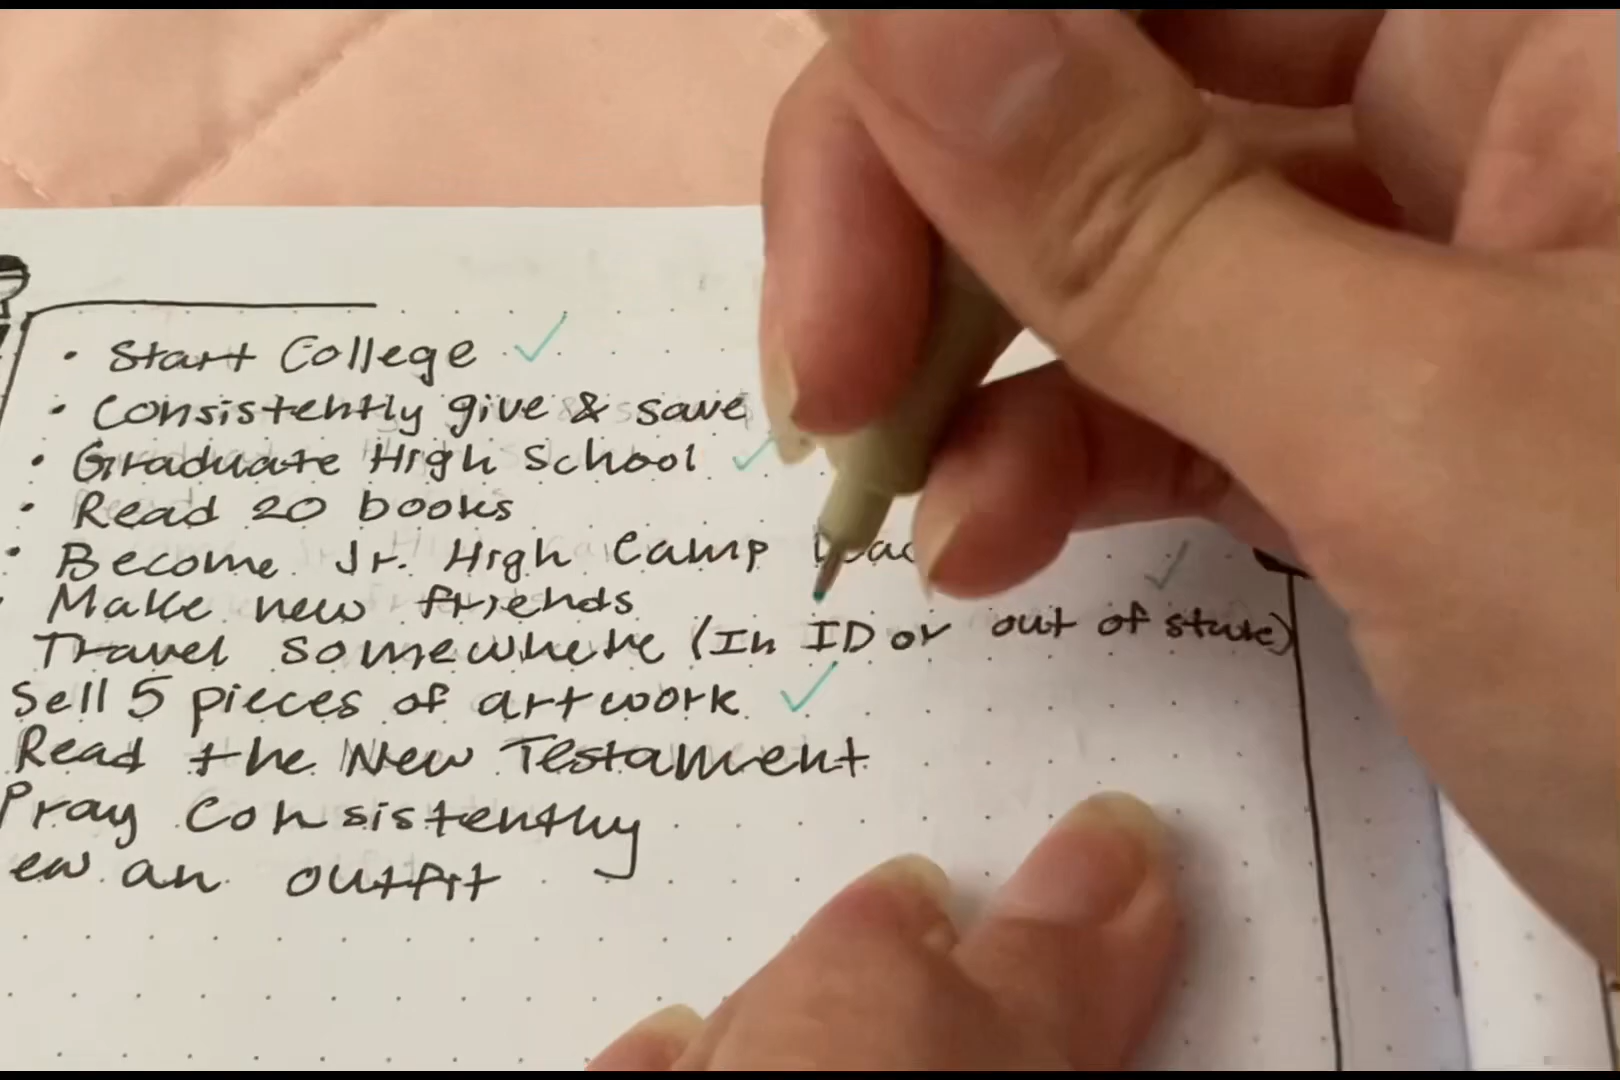 • Start College ✓
• Consistently give & save
• Graduate High School ✓
• Read 20 books
• Become Jr. High Camp
Make new friends
Travel somewhere (In ID or out of state)
Sell 5 pieces of artwork ✓
Read the New Testament
Pray Consistently
an outfit